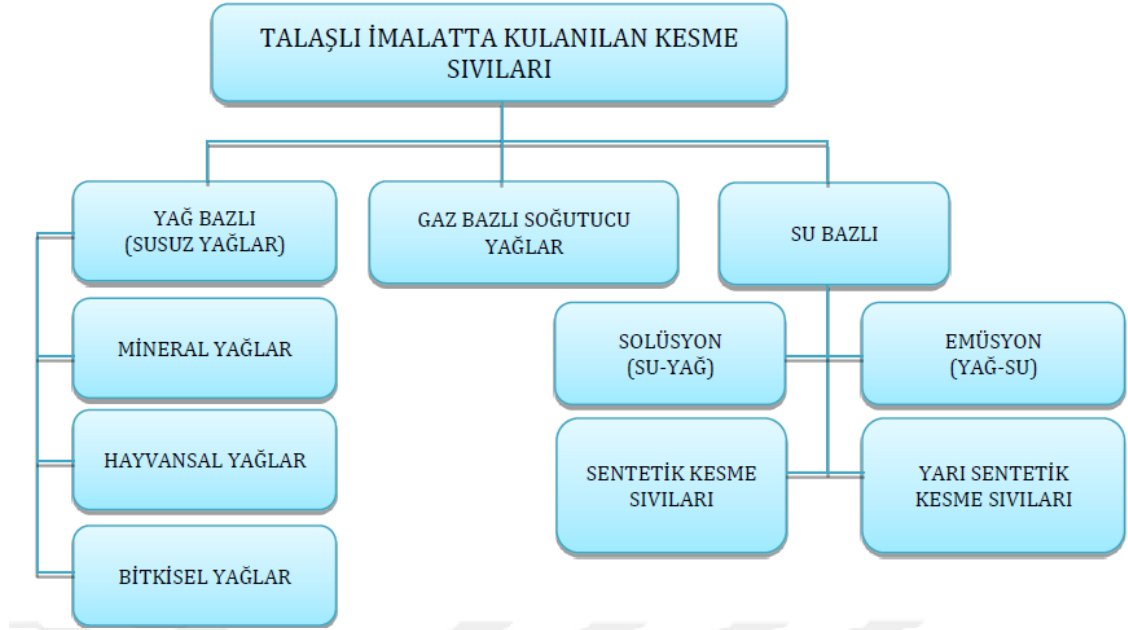 TALAŞLI İMALATTA KULANILAN KESME
SIVILARI
YAĞ BAZLI
(SUSUZ YAĞLAR)
GAZ BAZLI SOĞUTUCU
YAĞLAR
SU BAZLI
MİNERAL YAĞLAR
SOLÜSYON
(SU-YAĞ)
EMÜSYON
(YAĞ-SU)
HAYVANSAL YAĞLAR
SENTETİK KESME
SIVILARI
YARI SENTETİK
KESME SIVILARI
BİTKİSEL YAĞLAR